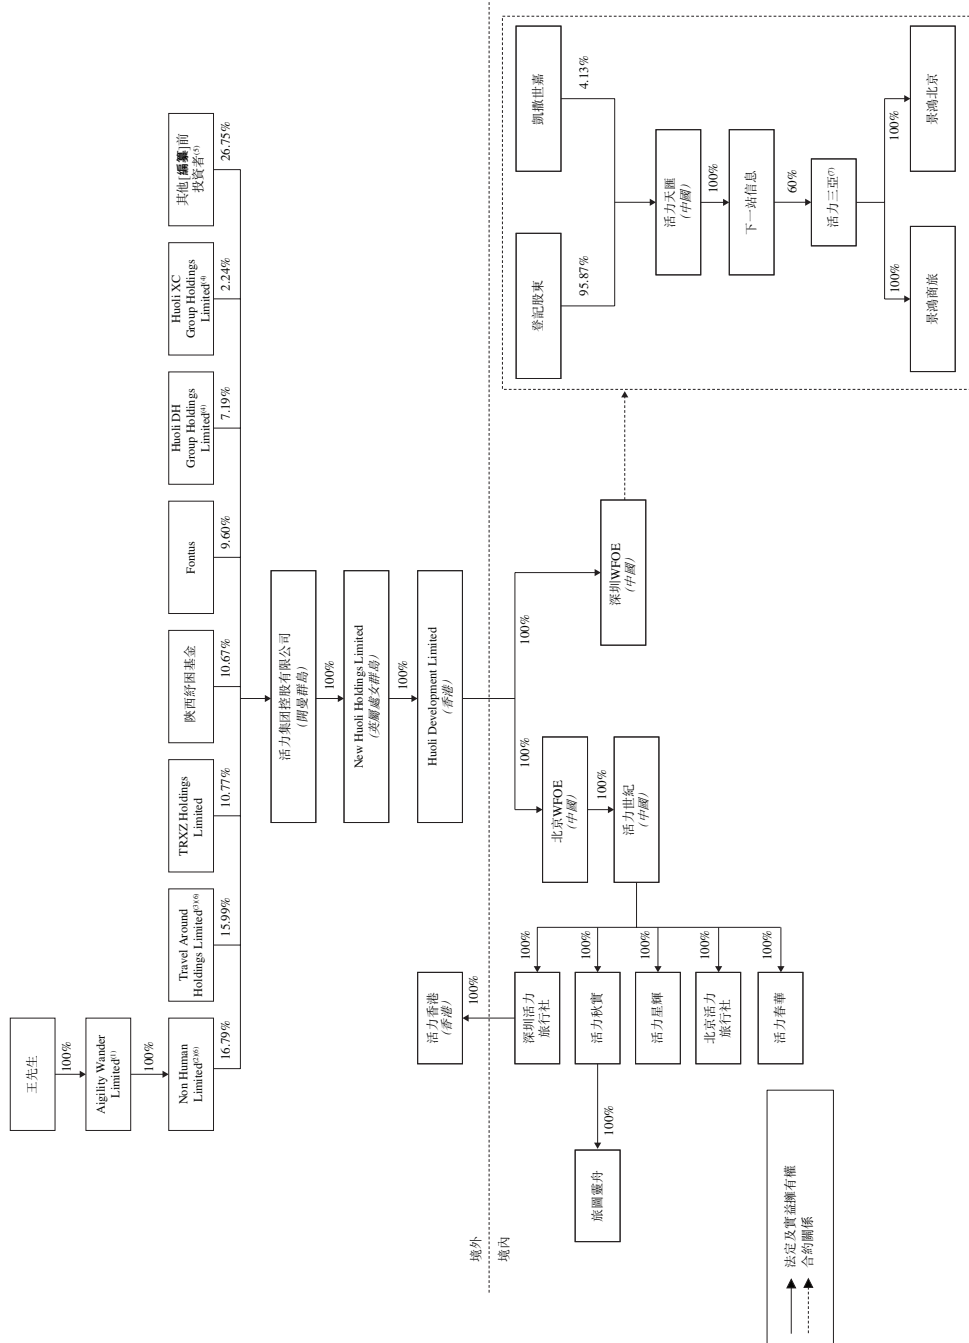 王先生
100%
Aigility Wander
Limited(1)
100%
Non Human
Limited(2)(6)
16.79%
Travel Around
Holdings Limited(3)(6)
15.99%
TRXZ Holdings
Limited
10.77%
陝西紓困基金
10.67%
Fontus
9.60%
Huoli DH
Group Holdings
Limited(4)
7.19%
Huoli XC
Group Holdings
Limited(4)
2.24%
其他[編纂]前
投資者(5)
26.75%
活力集团控股有限公司
(開曼群島)
100%
New Huoli Holdings Limited
(英屬處女群島)
100%
Huoli Development Limited
(香港)
境外
境內
100%
100%
北京WFOE
(中國)
100%
活力世紀
(中國)
深圳WFOE
(中國)
100%
100%
100%
100%
100%
深圳活力
旅行社
活力秋實
活力星輝
北京活力
旅行社
活力春華
100%
活力香港
(香港)
100%
旅圖靈舟
登記股東
凱撒世嘉
95.87%
4.13%
活力天匯
(中國)
100%
下一站信息
60%
活力三亞(7)
100%
100%
景鴻商旅
景鴻北京
法定及實益擁有權
合約關係